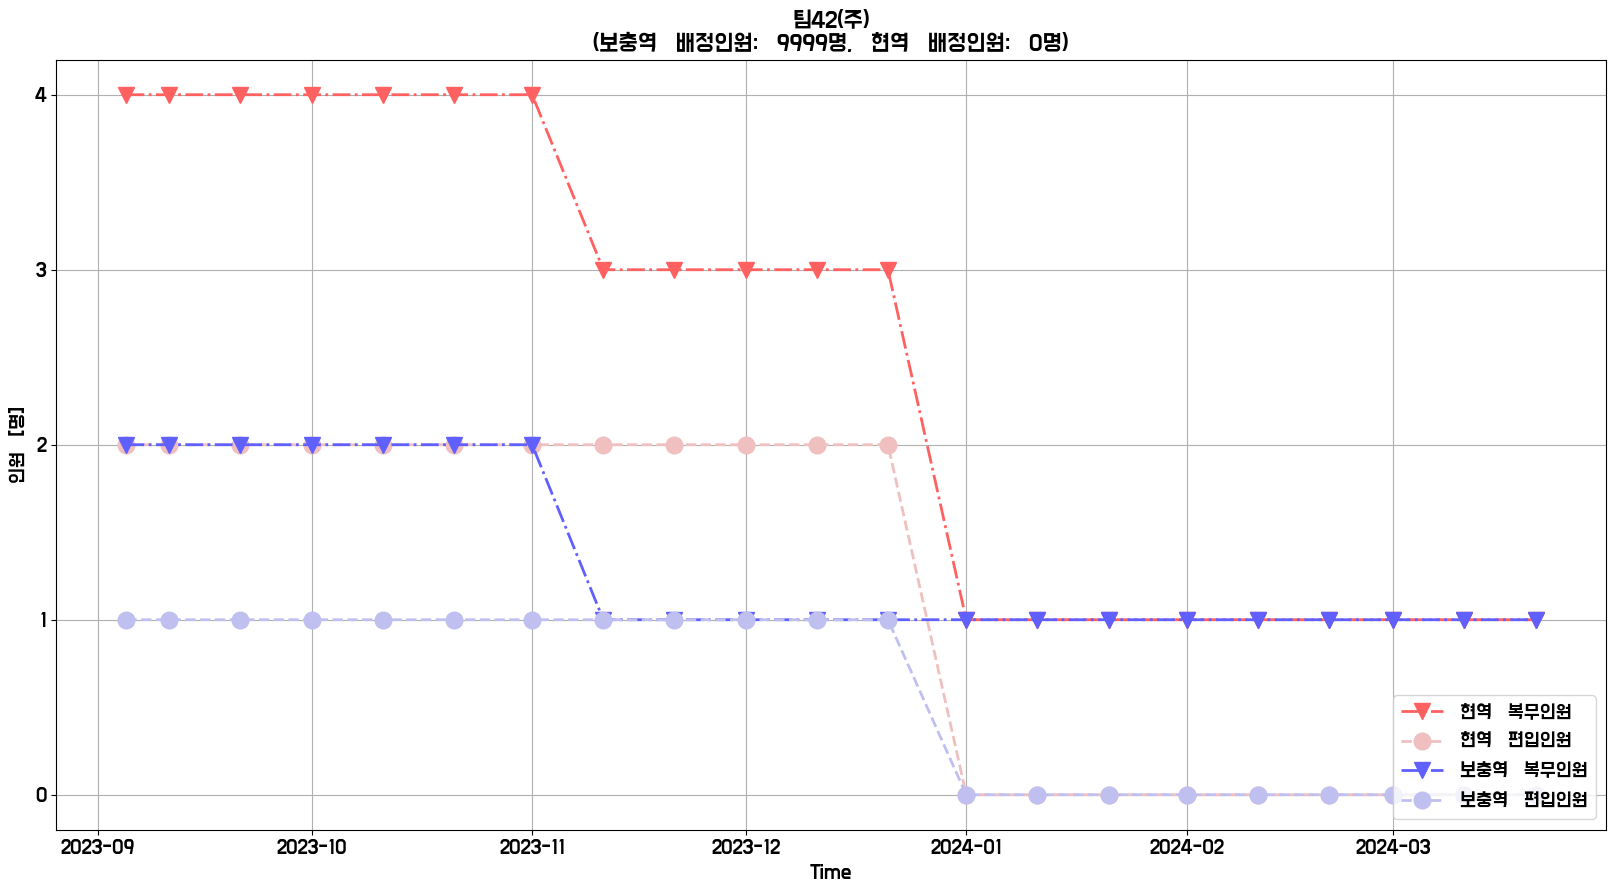 팀42(주)
(보충역 배정인원: 9999명, 현역 배정인원: 0명)
인원 [명]
4
3
2
1
0
2023-09 2023-10 2023-11 2023-12 2024-01 2024-02 2024-03
Time
현역 복무인원
현역 편입인원
보충역 복무인원
보충역 편입인원